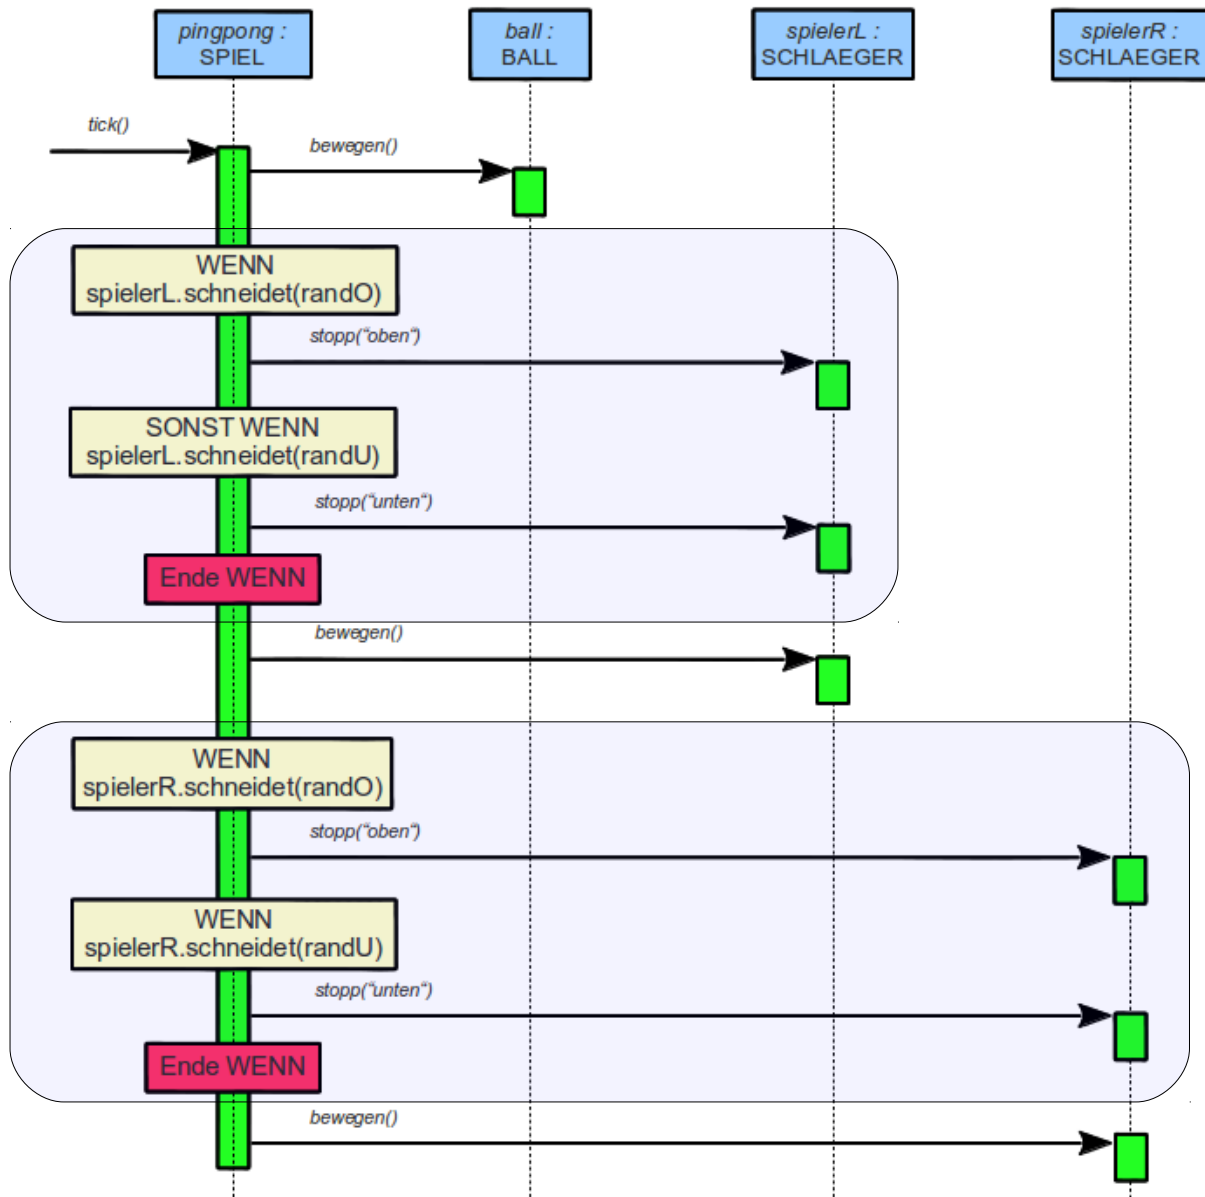 pingpong :
SPIEL
ball :
BALL
spielerL :
SCHLAEGER
spielerR :
SCHLAEGER
tick()
bewegen()
WENN
spielerL.schneidet(randO)
stopp(“oben“)
SONST WENN
spielerL.schneidet(randU)
stopp(“unten“)
Ende WENN
bewegen()
WENN
spielerR.schneidet(randO)
stopp(“oben“)
WENN
spielerR.schneidet(randU)
stopp(“unten“)
Ende WENN
bewegen()